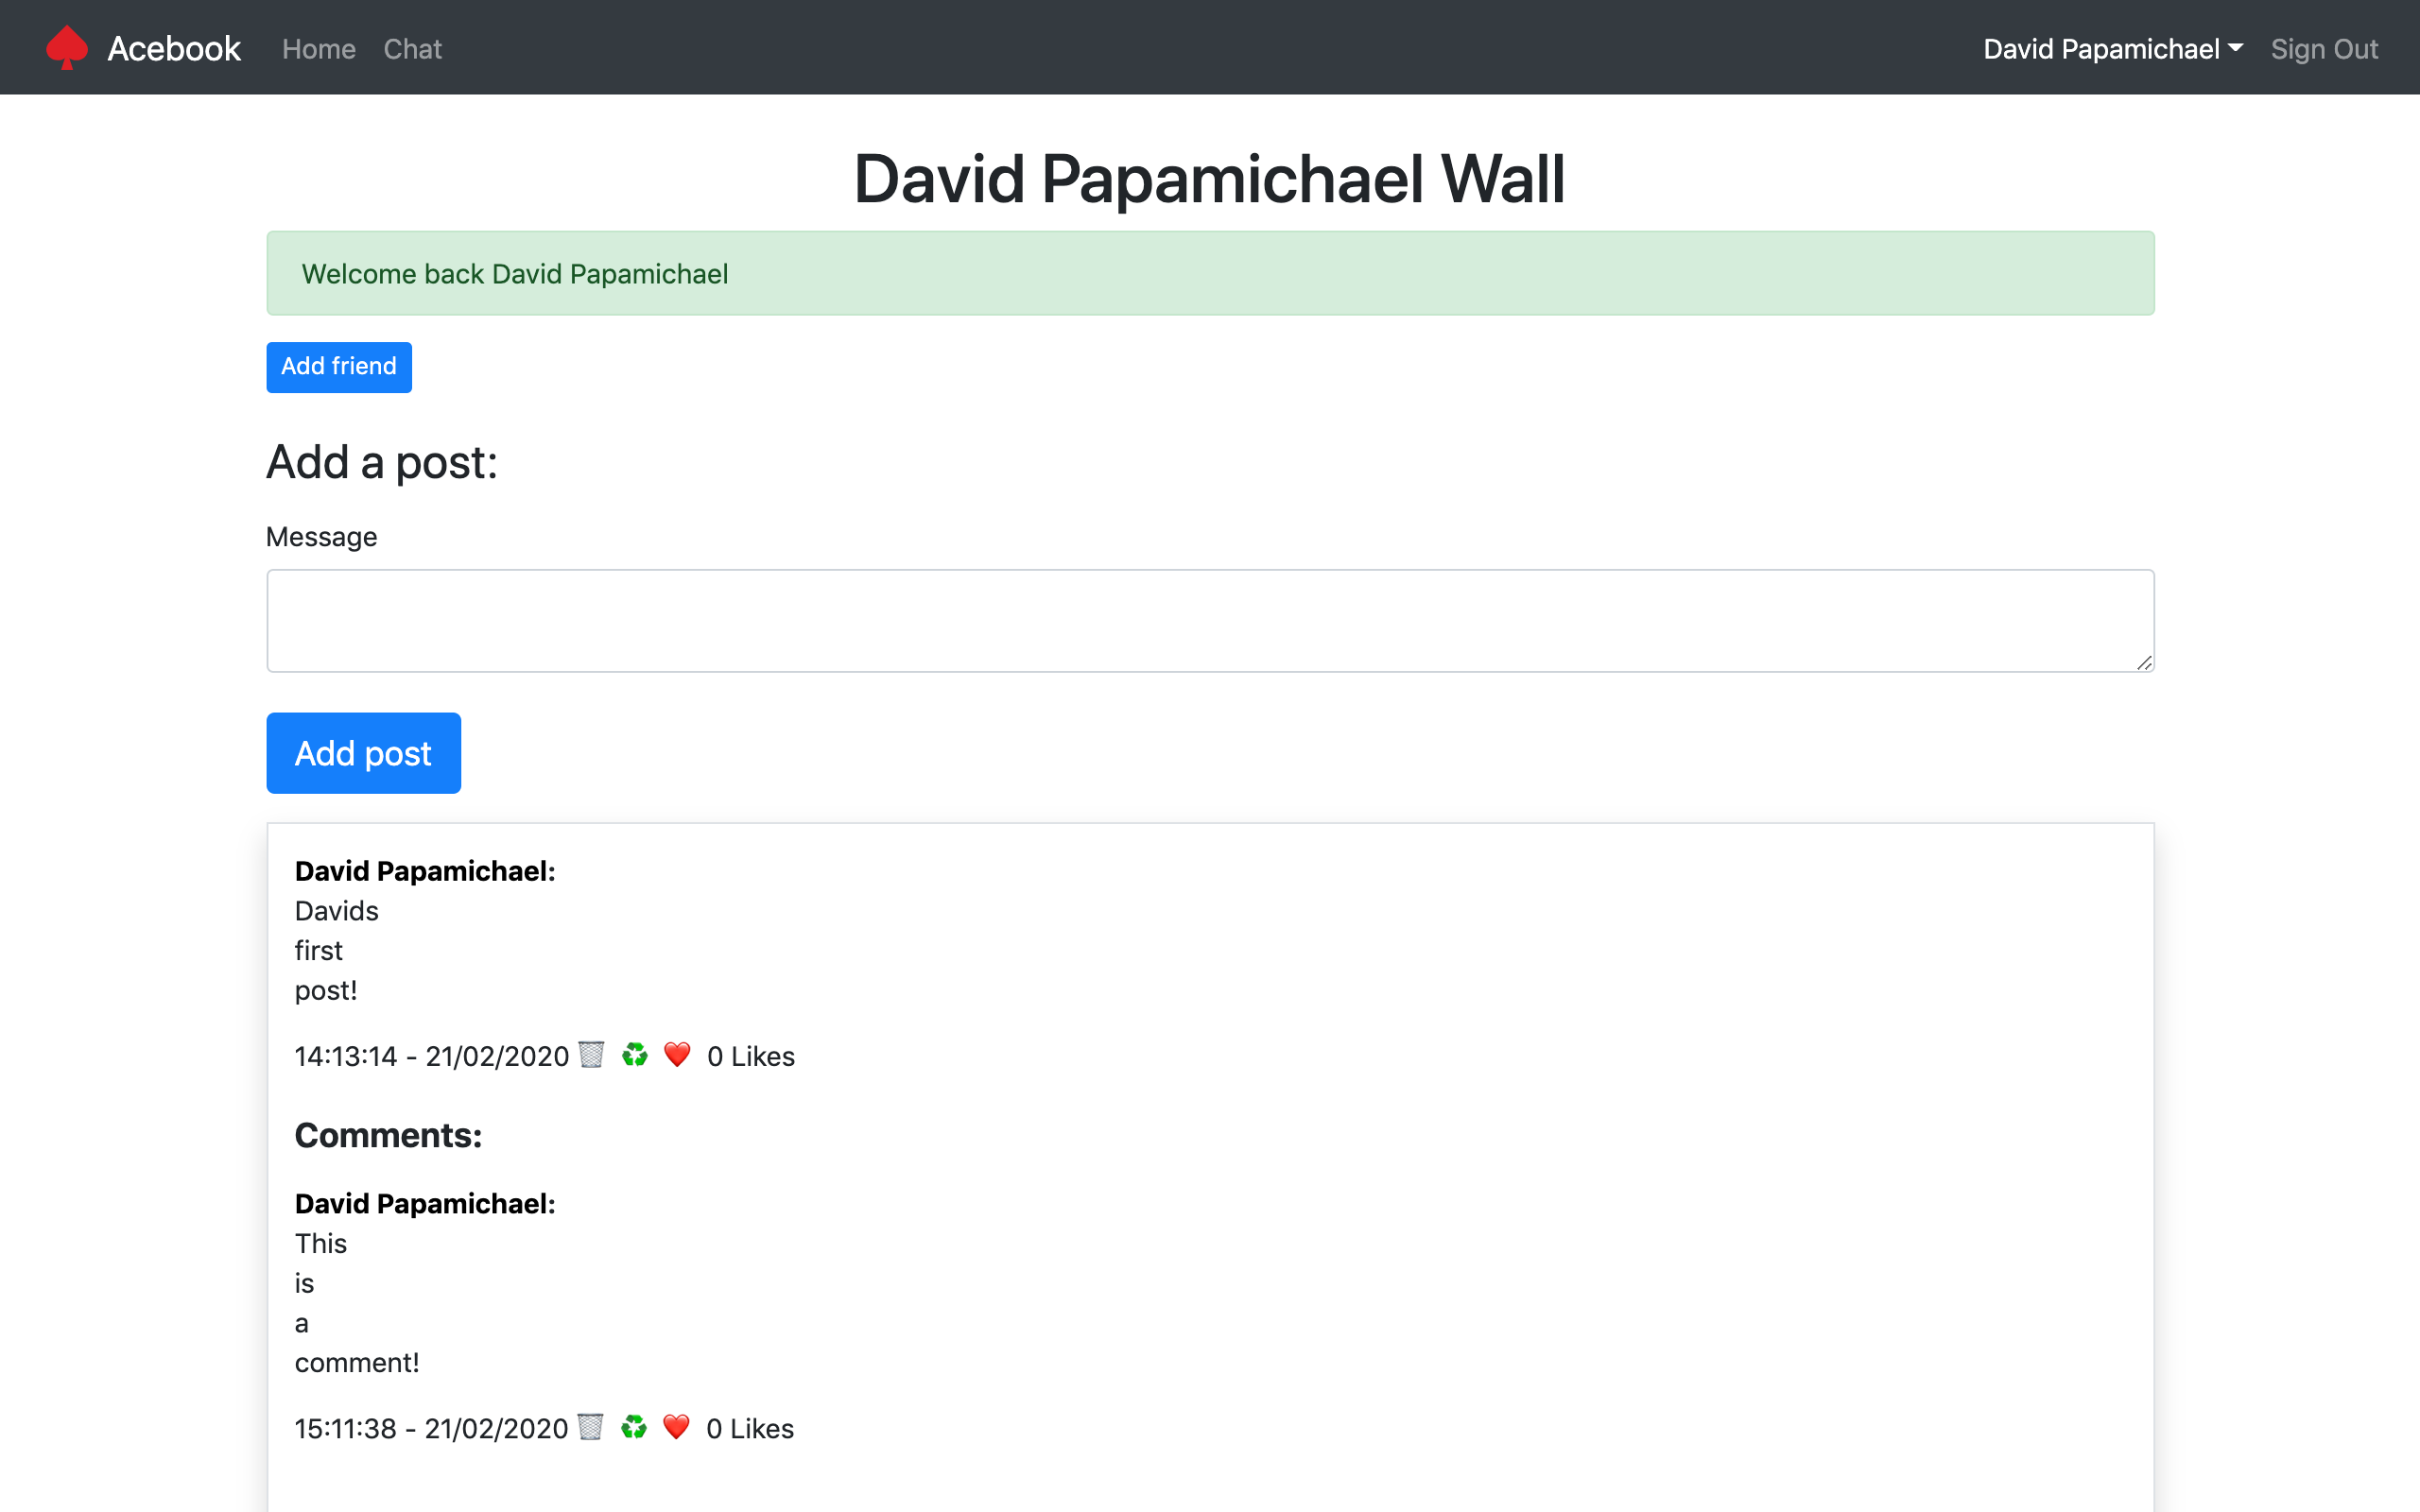 Acebook Home Chat David Papamichael Sign Out
David Papamichael Wall
Welcome back David Papamichael
Add friend
Add a post:
Message
Add post
David Papamichael:
Davids
first
post!
14:13:14 - 21/02/2020 🗑️ ♻️ ❤️ 0 Likes
Comments:
David Papamichael:
This
is
a
comment!
15:11:38 - 21/02/2020 🗑️ ♻️ ❤️ 0 Likes